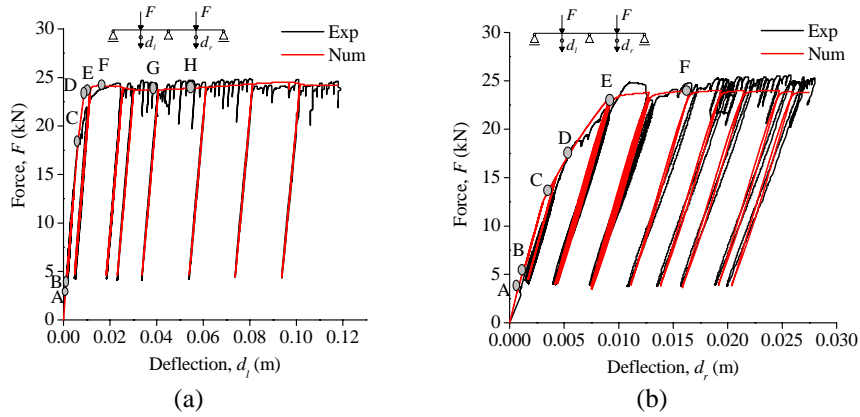 (a)
F F
d_l d_r
Exp
Num
30
25
20
15
10
5
0
Force, F (kN)
A
B
C
D
E
F
G
H
0.00 0.02 0.04 0.06 0.08 0.10 0.12
Deflection, d_l (m)
(a)
(b)
F F
d_l d_r
Exp
Num
30
25
20
15
10
5
0
Force, F (kN)
A
B
C
D
E
F
0.000 0.005 0.010 0.015 0.020 0.025 0.030
Deflection, d_r (m)
(b)